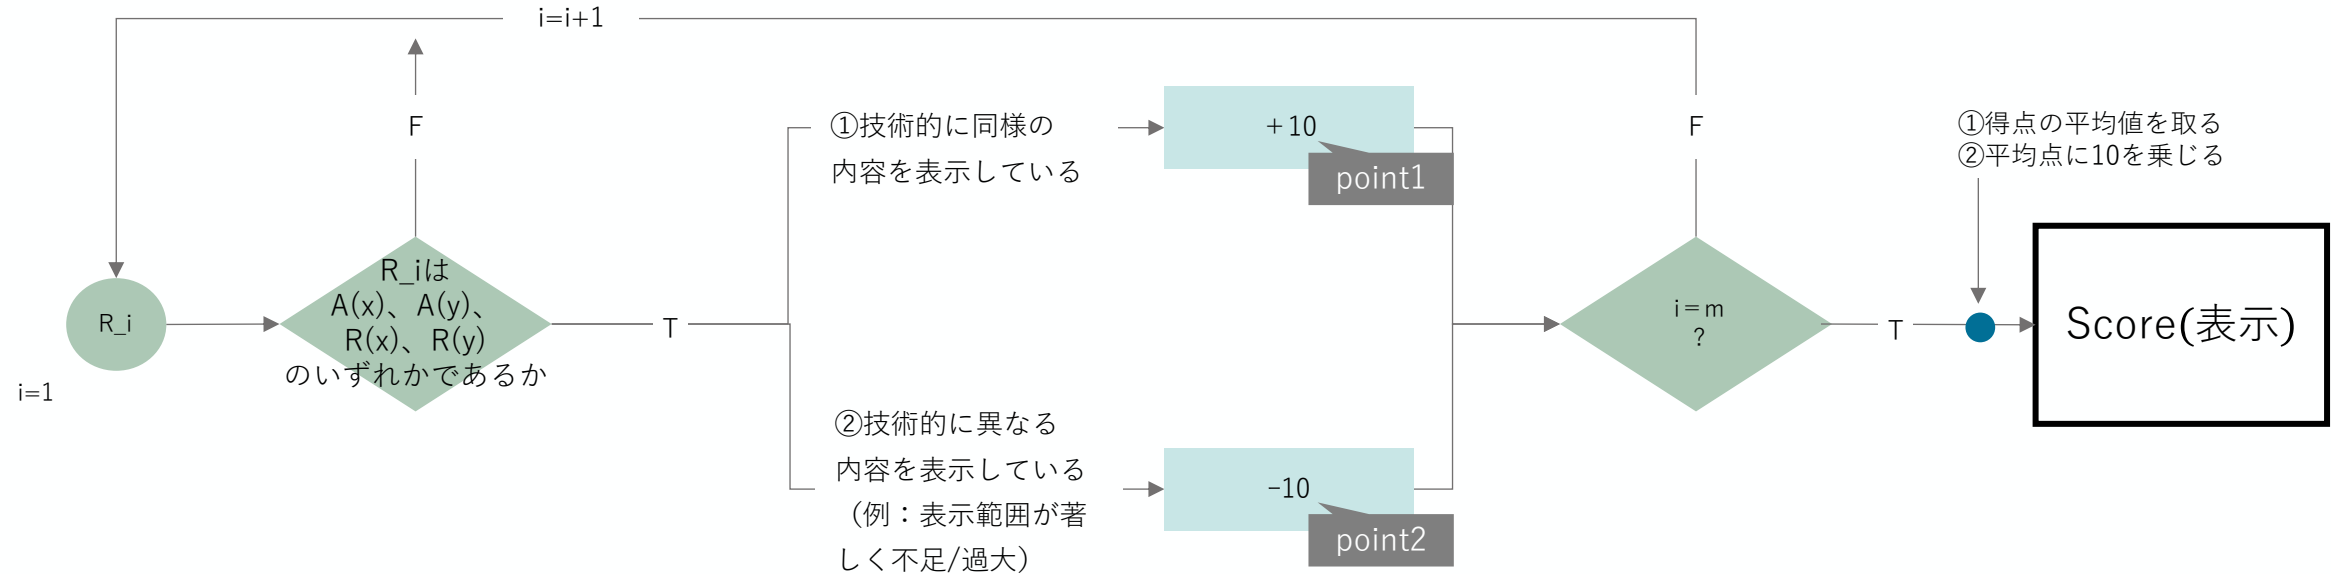 i=i+1
F
①技術的に同様の
内容を表示している
+10
point1
F
①得点の平均値を取る
②平均点に10を乗じる
R_i
i=1
R_iは
A(x)、A(y)、
R(x)、R(y)
のいずれかであるか
T
i=m
?
T
Score(表示)
②技術的に異なる
内容を表示している
（例：表示範囲が著
しく不足/過大）
-10
point2